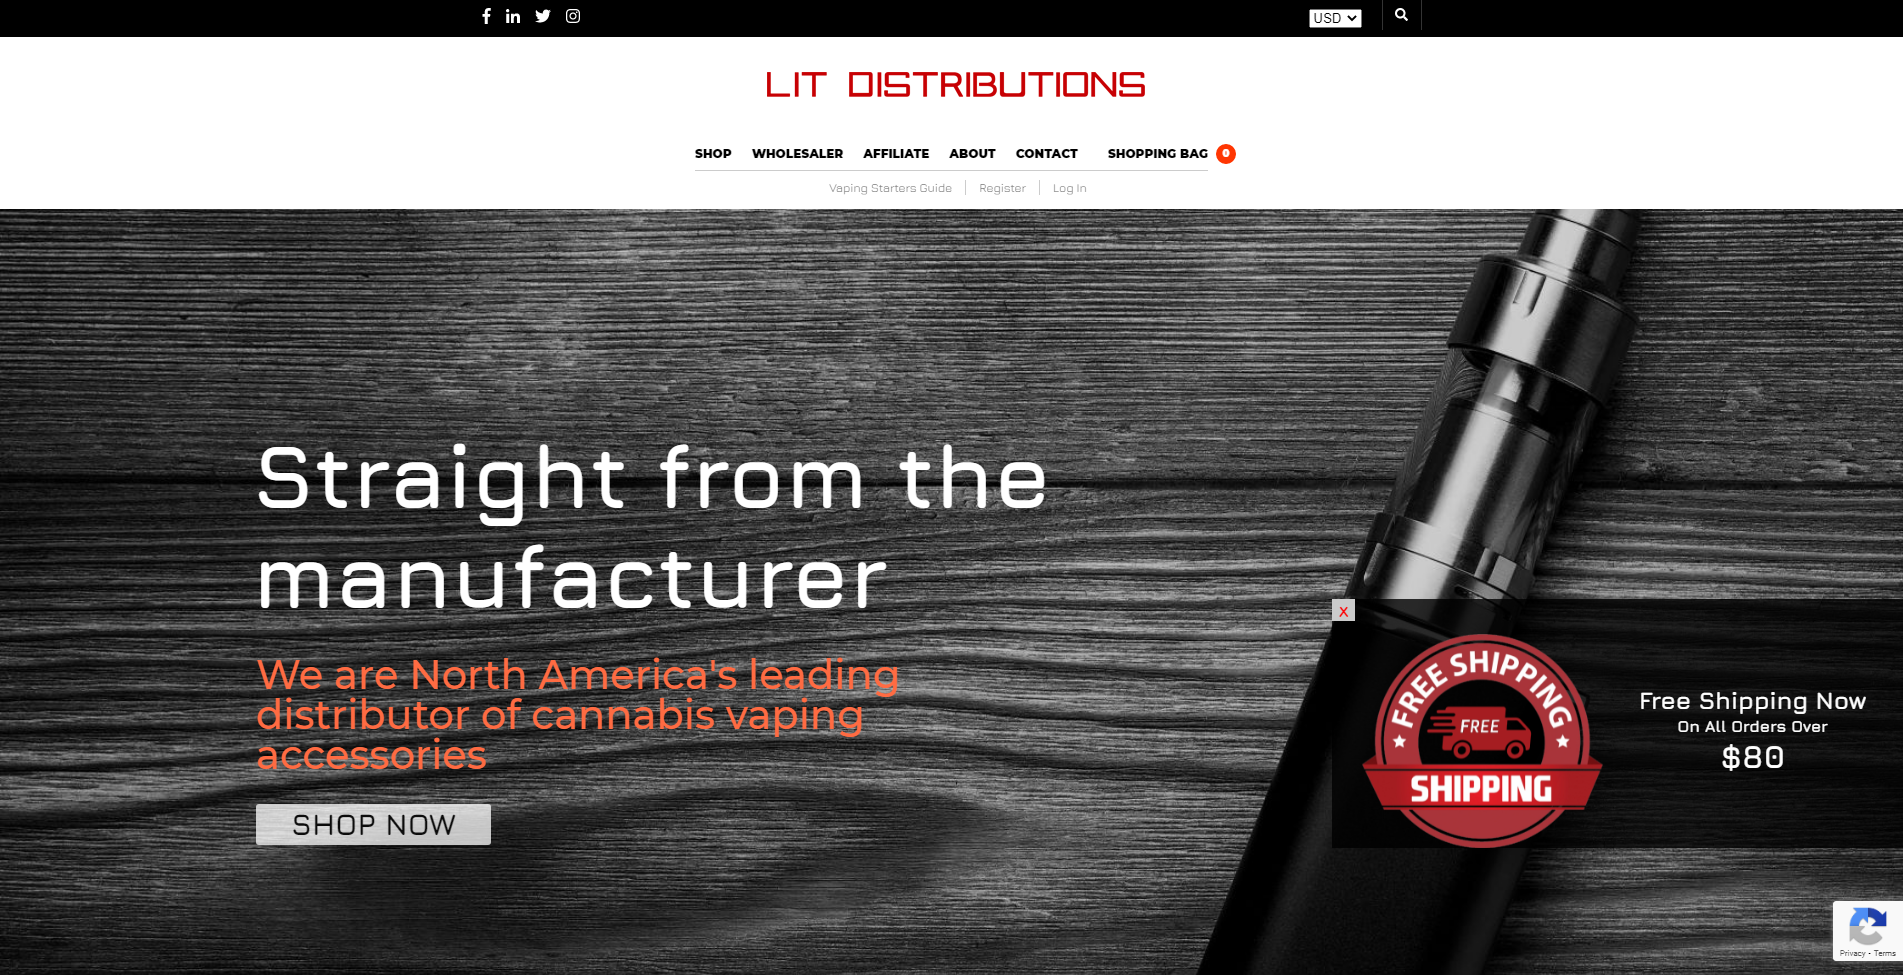 USD
LIT DISTRIBUTIONS
SHOP WHOLESALER AFFILIATE ABOUT CONTACT SHOPPING BAG 0
Vaping Starters Guide Register Log In
Straight from the
manufacturer
We are North America's leading
distributor of cannabis vaping
accessories
SHOP NOW
X
FREE SHIPPING
FREE
SHIPPING
Free Shipping Now
On All Orders Over
$80
Privacy - Terms